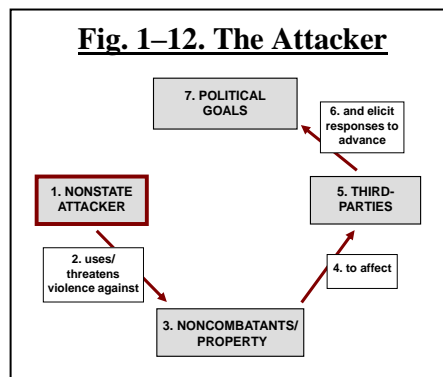 Fig. 1–12. The Attacker
7. POLITICAL
GOALS
6. and elicit
responses to
advance
1. NONSTATE
ATTACKER
5. THIRD-
PARTIES
2. uses/
threatens
violence against
4. to affect
3. NONCOMBATANTS/
PROPERTY